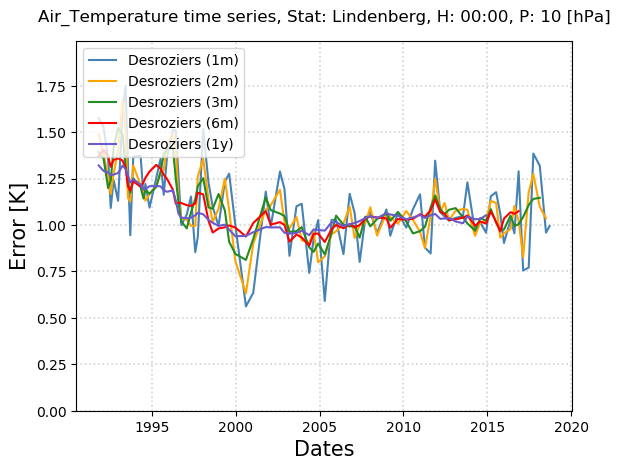 Air_Temperature time series, Stat: Lindenberg, H: 00:00, P: 10 [hPa]
Desroziers (1m)
Desroziers (2m)
Desroziers (3m)
Desroziers (6m)
Desroziers (1y)
Error [K]
1.75
1.50
1.25
1.00
0.75
0.50
0.25
0.00
1995 2000 2005 2010 2015 2020
Dates